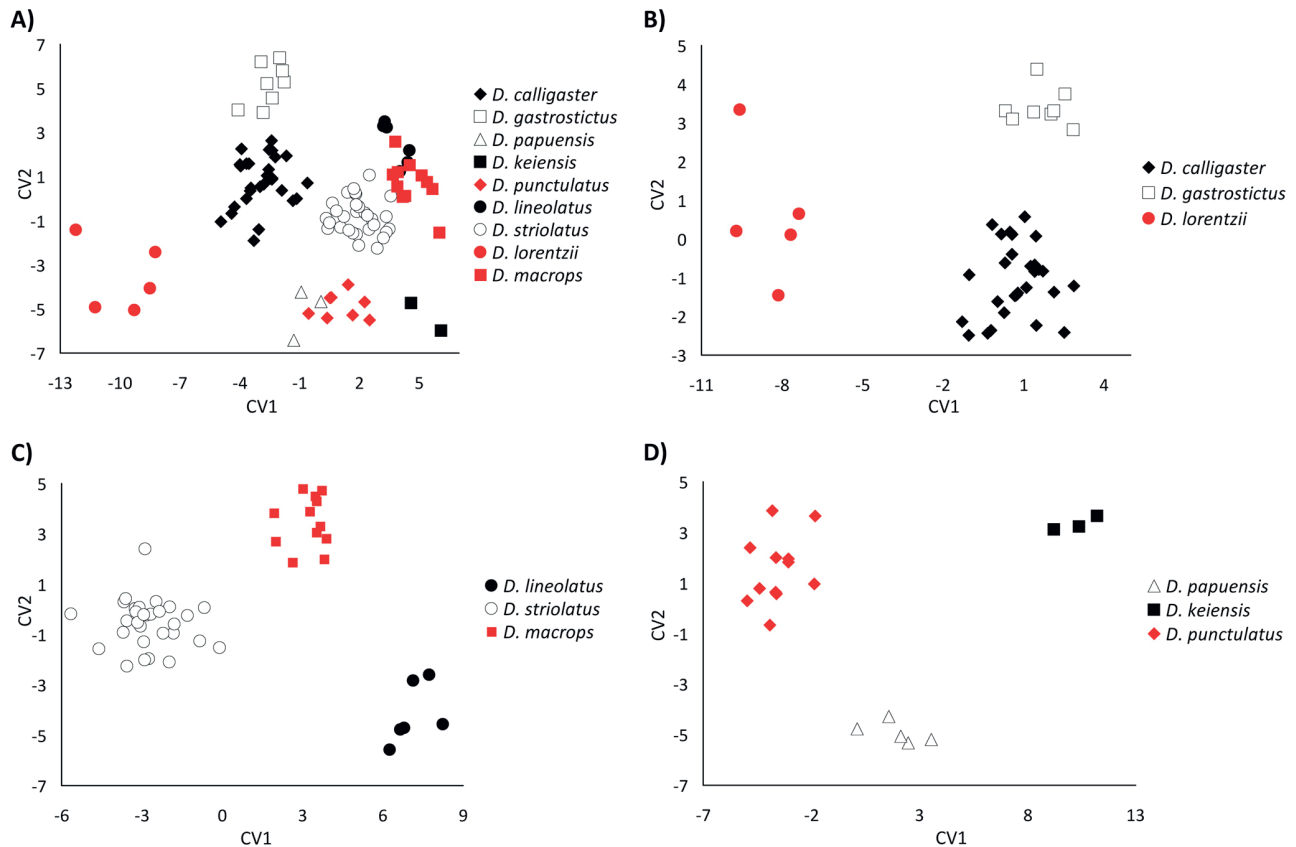 A)
7
5
3
1
-1
-3
-5
-7
CV2
-13
-10
-7
-4
-1
2
5
CV1
D. calligaster
D. gastrostictus
D. papuensis
D. keiensis
D. punctulatus
D. lineolatus
D. striolatus
D. lorentzii
D. macrops
B)
5
4
3
2
1
0
-1
-2
-3
CV2
-11
-8
-5
-2
1
4
CV1
D. calligaster
D. gastrostictus
D. lorentzii
C)
5
3
1
-1
-3
-5
-7
CV2
-6
-3
0
3
6
9
CV1
D. lineolatus
D. striolatus
D. macrops
D)
5
3
1
-1
-3
-5
-7
CV2
-7
-2
3
8
13
CV1
D. papuensis
D. keiensis
D. punctulatus